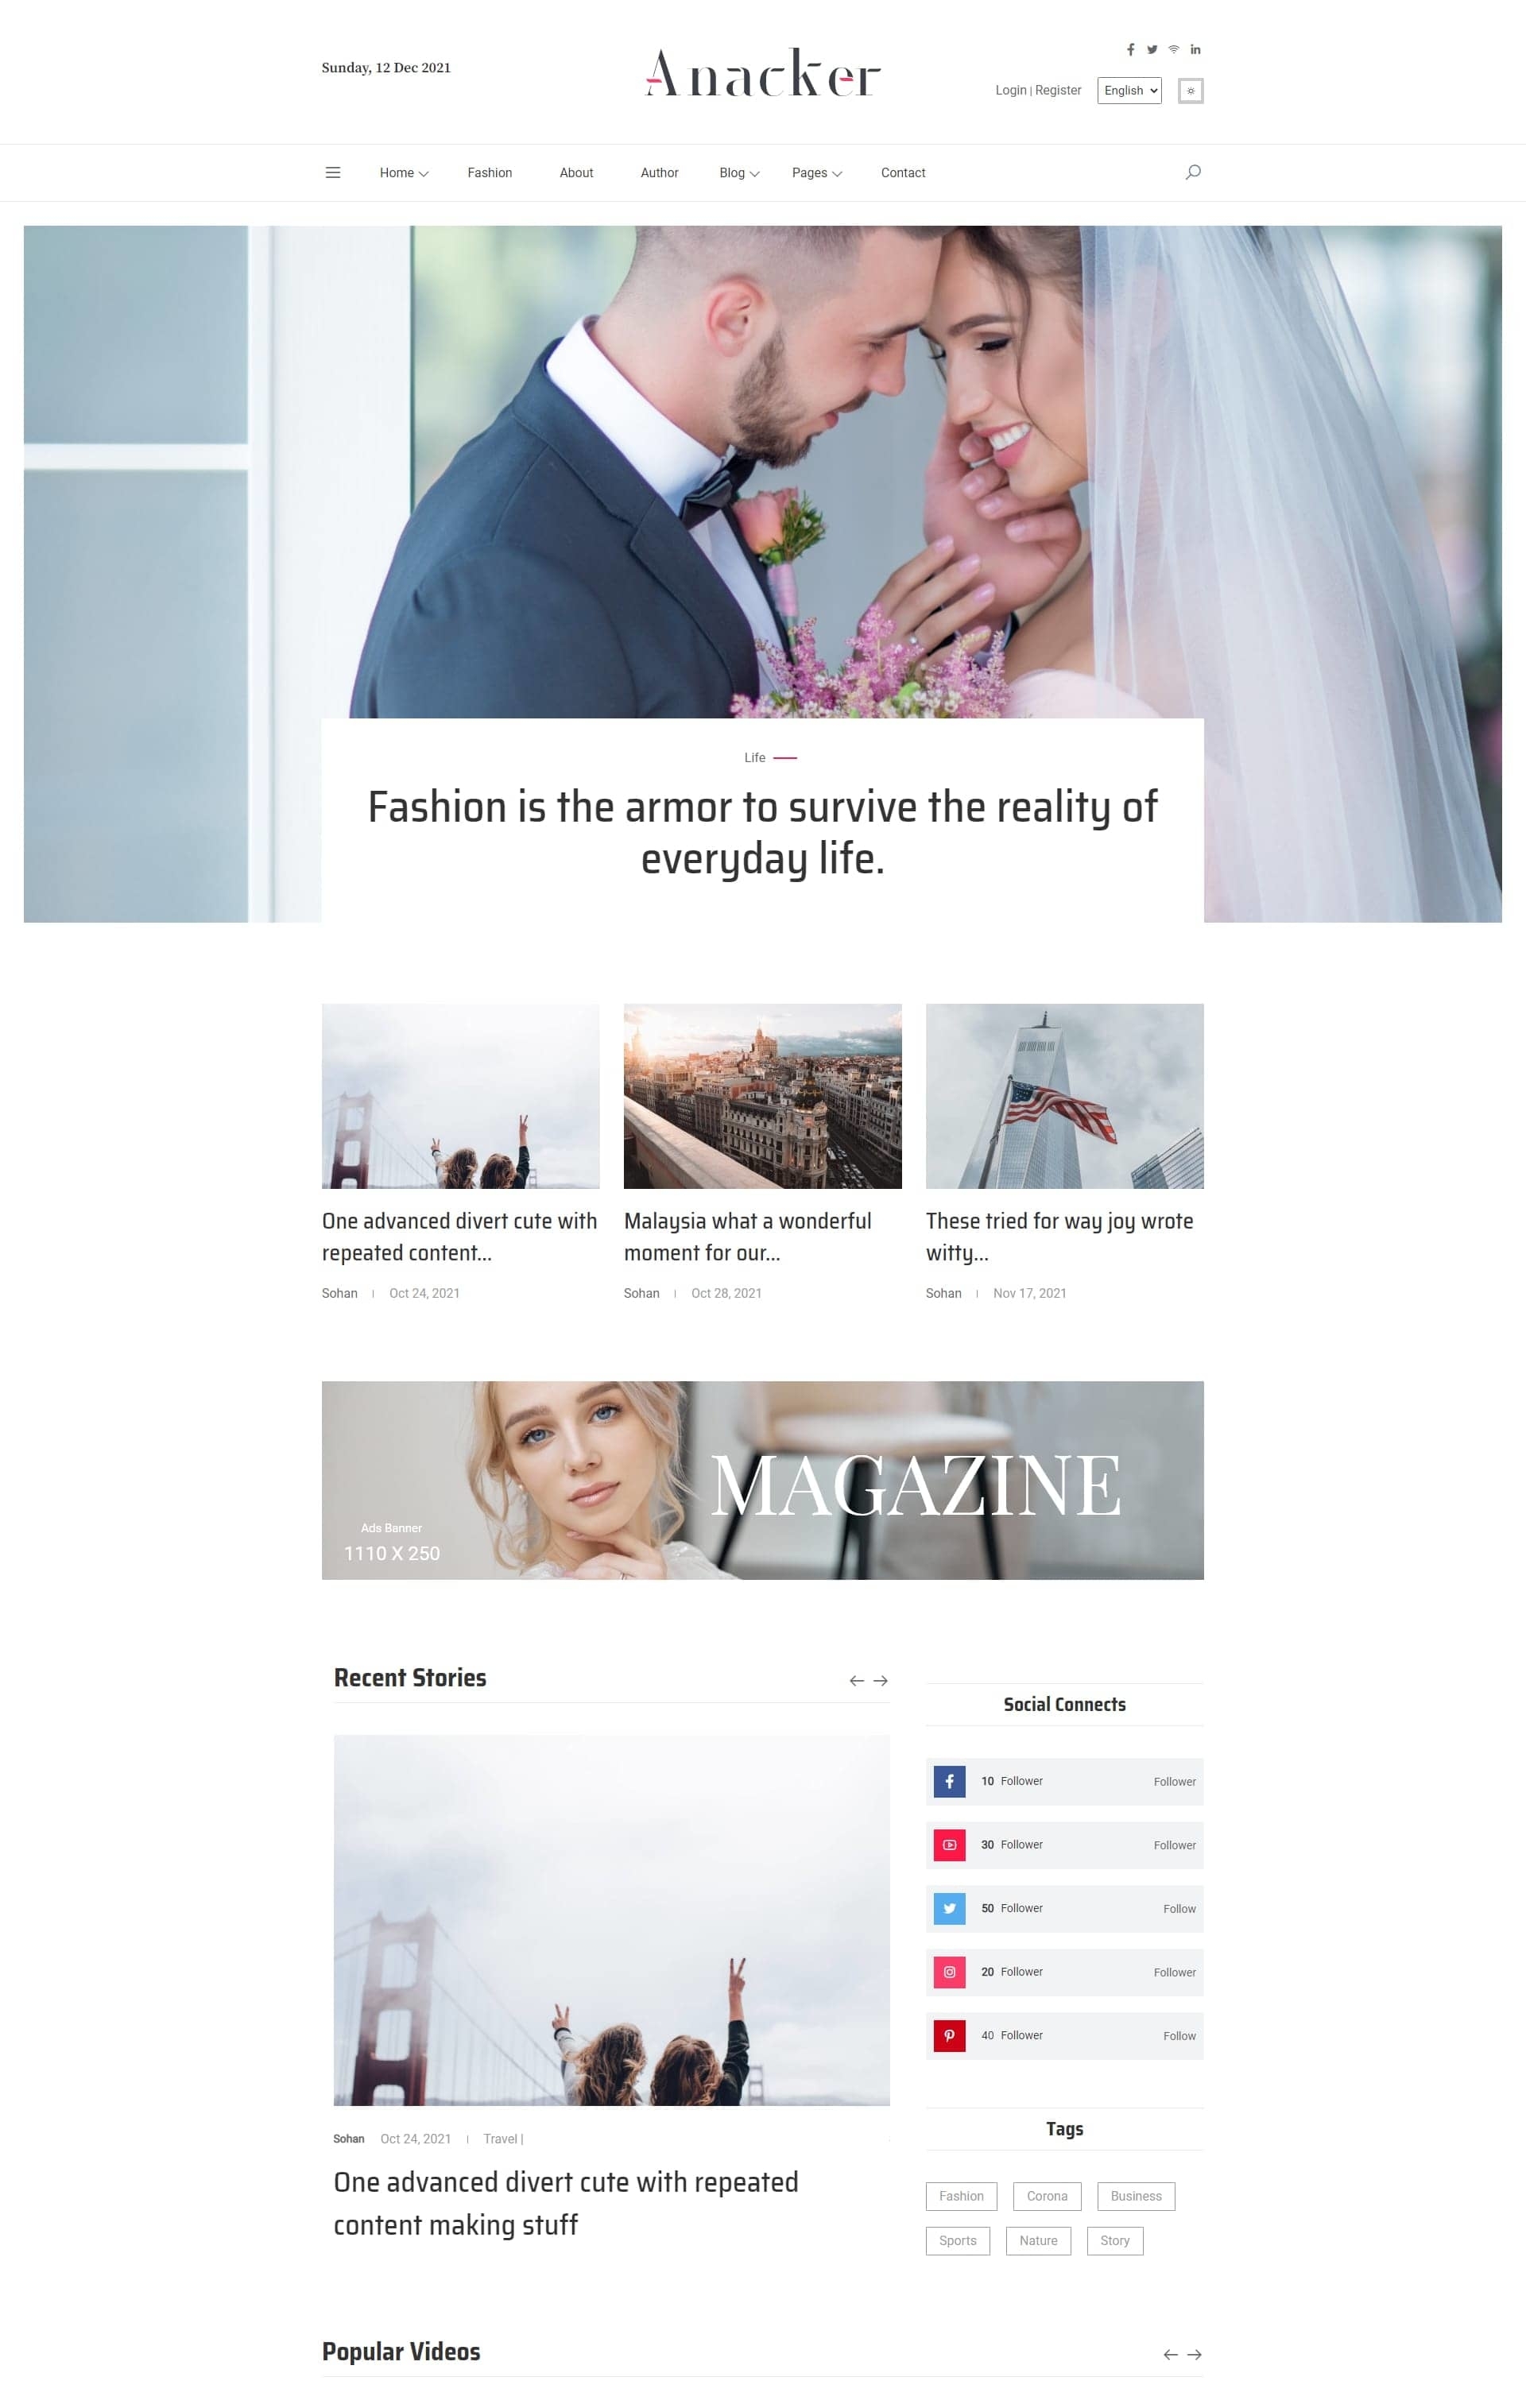 Sunday, 12 Dec 2021
Anacker
Login | Register
English
Home
Fashion
About
Author
Blog
Pages
Contact
Life
Fashion is the armor to survive the reality of
everyday life.
One advanced divert cute with
repeated content...
Sohan | Oct 24, 2021
Malaysia what a wonderful
moment for our...
Sohan | Oct 28, 2021
These tried for way joy wrote
witty...
Sohan | Nov 17, 2021
MAGAZINE
Ads Banner
1110 X 250
Recent Stories
Sohan Oct 24, 2021 | Travel |
One advanced divert cute with repeated
content making stuff
Social Connects
10 Follower Follower
30 Follower Follower
50 Follower Follow
20 Follower Follower
40 Follower Follow
Tags
Fashion Corona Business
Sports Nature Story
Popular Videos